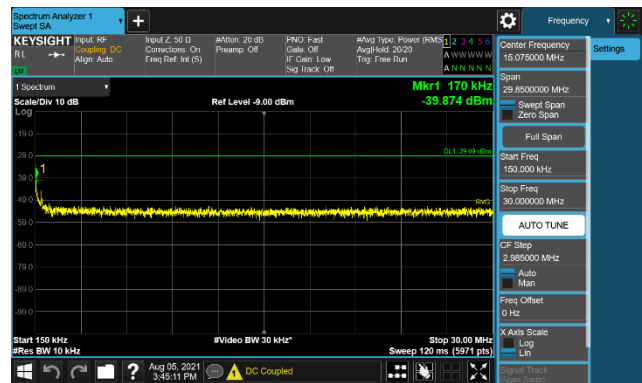 Spectrum Analyzer 1
Swept SA
Frequency
KEYSIGHT
RL
Input: RF
Coupling: DC
Align: Auto
Input Z: 50 Ω
Corrections: On
Freq Ref: Int (S)
#Atten: 20 dB
Preamp: Off
PNO: Fast
Gate: Off
IF Gain: Low
Sig Track: Off
#Avg Type: Power (RMS
Avg|Hold: 20/20
Trig: Free Run
1 2 3 4 5 6
A W W W W W
A N N N N N
1 Spectrum
Mkr1 170 kHz
-39.874 dBm
Scale/Div 10 dB
Ref Level -9.00 dBm
Log
-19.0
-29.0
-39.0
-49.0
-59.0
-69.0
-79.0
-89.0
-99.0
DL1 -29.00 dBm
1
RMS
Start 150 kHz
#Res BW 10 kHz
#Video BW 30 kHz*
Stop 30.00 MHz
Sweep 120 ms (5971 pts)
Aug 05, 2021
3:45:11 PM
DC Coupled
Settings
Center Frequency
15.075000 MHz
Span
29.8500000 MHz
Swept Span
Zero Span
Full Span
Start Freq
150.000 kHz
Stop Freq
30.000000 MHz
AUTO TUNE
CF Step
2.985000 MHz
Auto
Man
Freq Offset
0 Hz
X Axis Scale
Log
Lin
Signal Track
(Span Zoom)